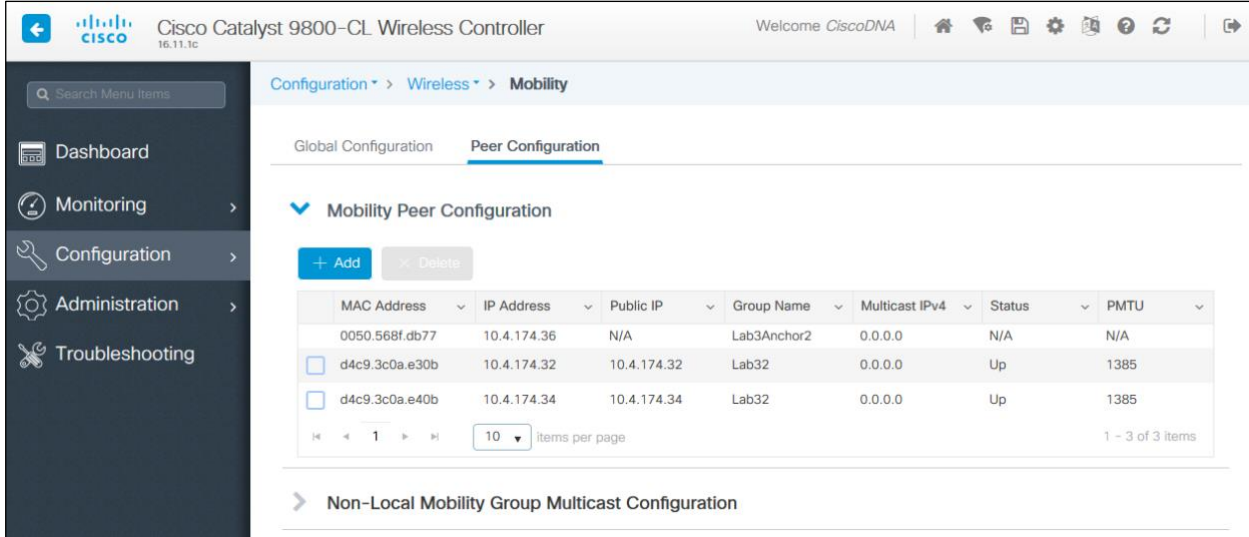 CISCO
Cisco Catalyst 9800-CL Wireless Controller
16.11.1c
Welcome CiscoDNA
Search Menu Items
Dashboard
Monitoring
Configuration
Administration
Troubleshooting
Configuration > Wireless > Mobility
Global Configuration Peer Configuration
Mobility Peer Configuration
+ Add × Delete
MAC Address IP Address Public IP Group Name Multicast IPv4 Status PMTU
0050.568f.db77 10.4.174.36 N/A Lab3Anchor2 0.0.0.0 N/A N/A
d4c9.3c0a.e30b 10.4.174.32 10.4.174.32 Lab32 0.0.0.0 Up 1385
d4c9.3c0a.e40b 10.4.174.34 10.4.174.34 Lab32 0.0.0.0 Up 1385
1 10 items per page 1 - 3 of 3 items
Non-Local Mobility Group Multicast Configuration